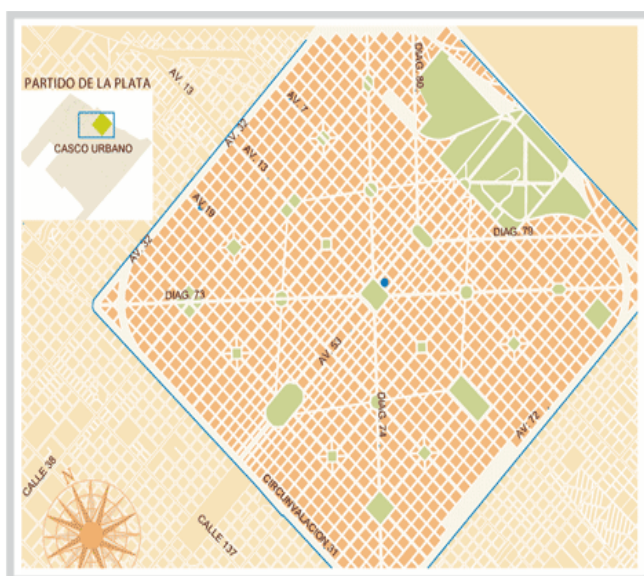 PARTIDO DE LA PLATA
CASCO URBANO
AV. 13
AV. 7
DIAG. 80
AV. 32
AV. 13
AV. 19
AV. 32
DIAG. 79
DIAG. 73
AV. 53
DIAG. 74
AV. 72
CALLE 38
CIRCUNVALACION 31
CALLE 137
N